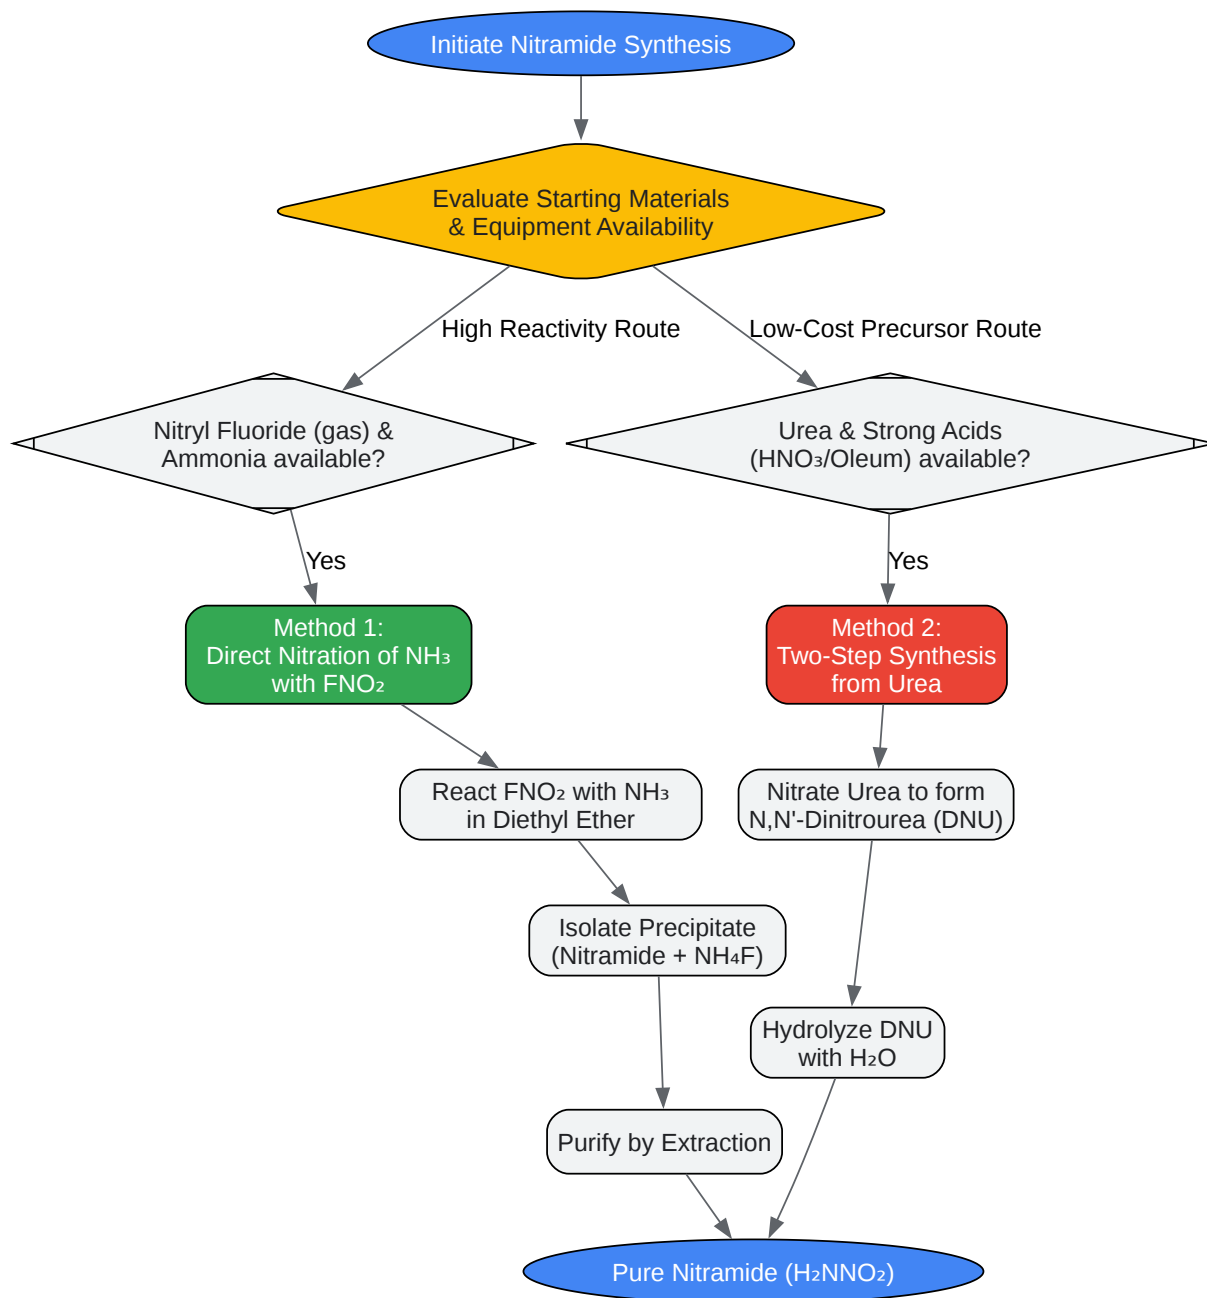 Initiate Nitramide Synthesis
Evaluate Starting Materials
& Equipment Availability
High Reactivity Route
Low-Cost Precursor Route
Nitryl Fluoride (gas) &
Ammonia available?
Urea & Strong Acids
(HNO₃/Oleum) available?
Yes
Yes
Method 1:
Direct Nitration of NH₃
with FNO₂
Method 2:
Two-Step Synthesis
from Urea
React FNO₂ with NH₃
in Diethyl Ether
Nitrate Urea to form
N,N'-Dinitrourea (DNU)
Isolate Precipitate
(Nitramide + NH₄F)
Hydrolyze DNU
with H₂O
Purify by Extraction
Pure Nitramide (H₂NNO₂)